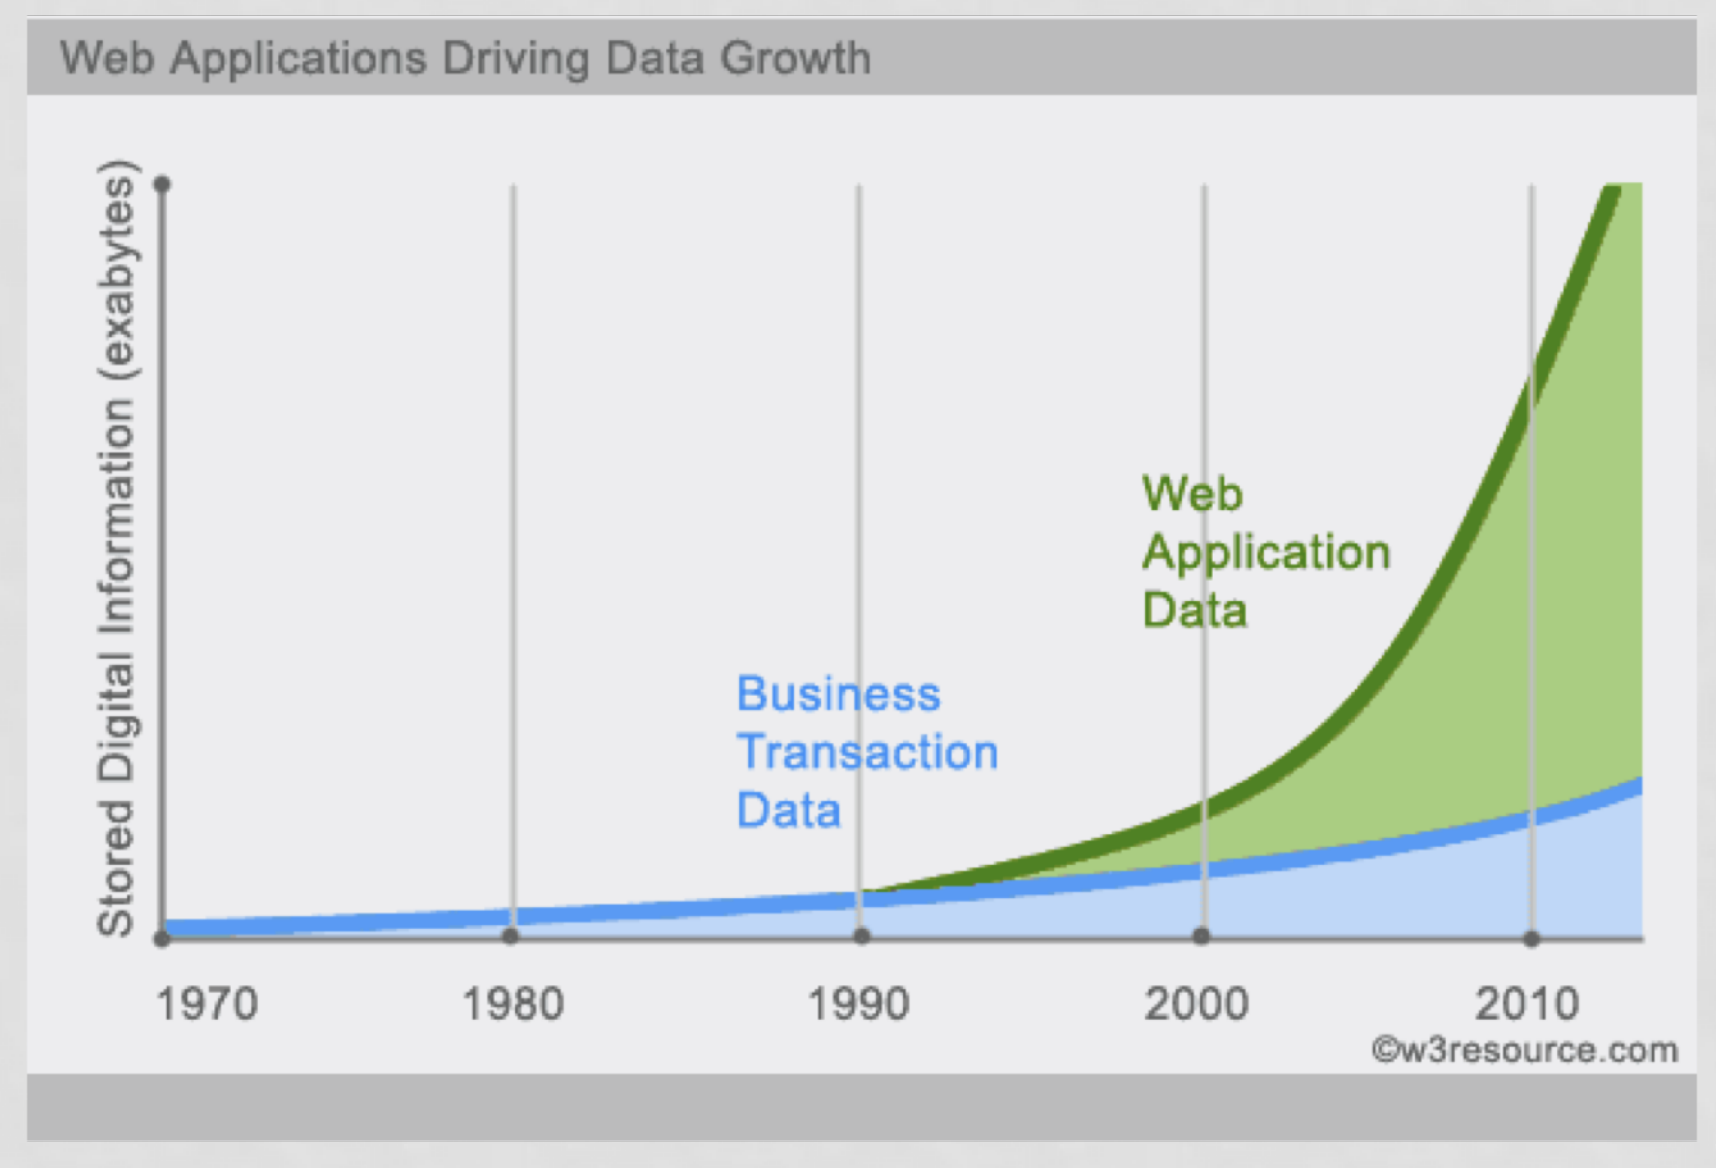 Web Applications Driving Data Growth
Stored Digital Information (exabytes)
Web
Application
Data
Business
Transaction
Data
1970 1980 1990 2000 2010
©w3resource.com